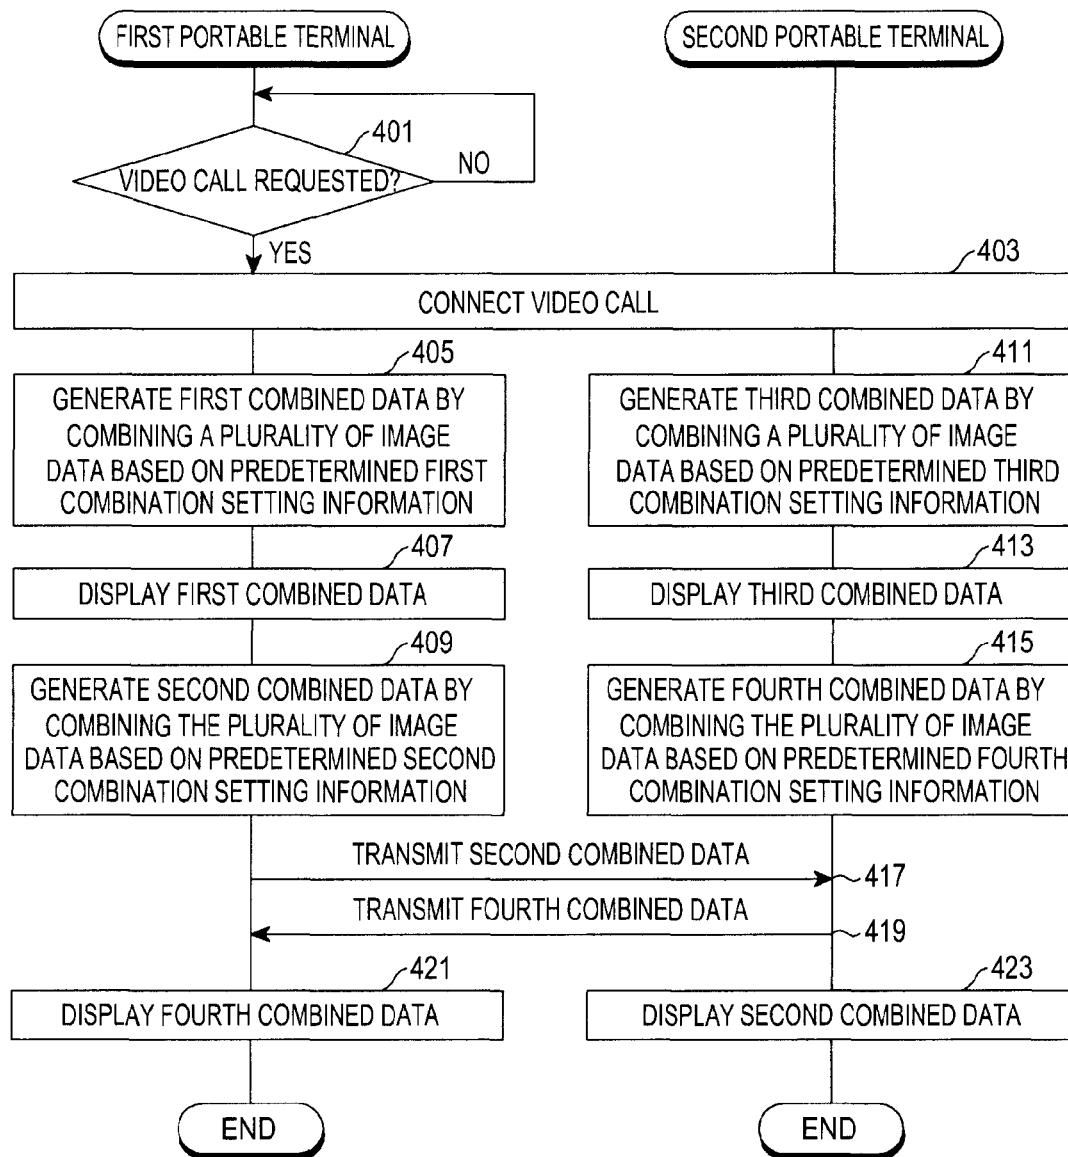 FIRST PORTABLE TERMINAL
SECOND PORTABLE TERMINAL
401
VIDEO CALL REQUESTED?
NO
YES
403
CONNECT VIDEO CALL
405
GENERATE FIRST COMBINED DATA BY
COMBINING A PLURALITY OF IMAGE
DATA BASED ON PREDETERMINED FIRST
COMBINATION SETTING INFORMATION
411
GENERATE THIRD COMBINED DATA BY
COMBINING A PLURALITY OF IMAGE
DATA BASED ON PREDETERMINED THIRD
COMBINATION SETTING INFORMATION
407
DISPLAY FIRST COMBINED DATA
413
DISPLAY THIRD COMBINED DATA
409
GENERATE SECOND COMBINED DATA BY
COMBINING THE PLURALITY OF IMAGE
DATA BASED ON PREDETERMINED SECOND
COMBINATION SETTING INFORMATION
415
GENERATE FOURTH COMBINED DATA BY
COMBINING THE PLURALITY OF IMAGE
DATA BASED ON PREDETERMINED FOURTH
COMBINATION SETTING INFORMATION
TRANSMIT SECOND COMBINED DATA
417
TRANSMIT FOURTH COMBINED DATA
419
421
DISPLAY FOURTH COMBINED DATA
423
DISPLAY SECOND COMBINED DATA
END
END